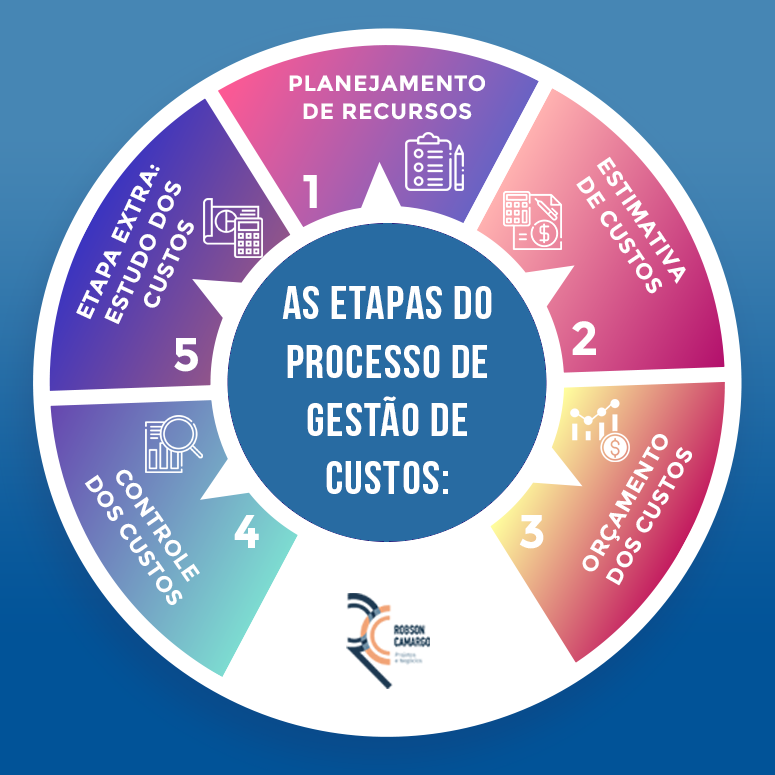 AS ETAPAS DO
PROCESSO DE
GESTÃO DE
CUSTOS:
PLANEJAMENTO
DE RECURSOS
1
ESTIMATIVA
DE CUSTOS
2
ORÇAMENTO
DOS CUSTOS
3
CONTROLE
DOS CUSTOS
4
ETAPA EXTRA:
ESTUDO DOS
CUSTOS
5
ROBSON
CAMARGO
Projetos
e Negócios